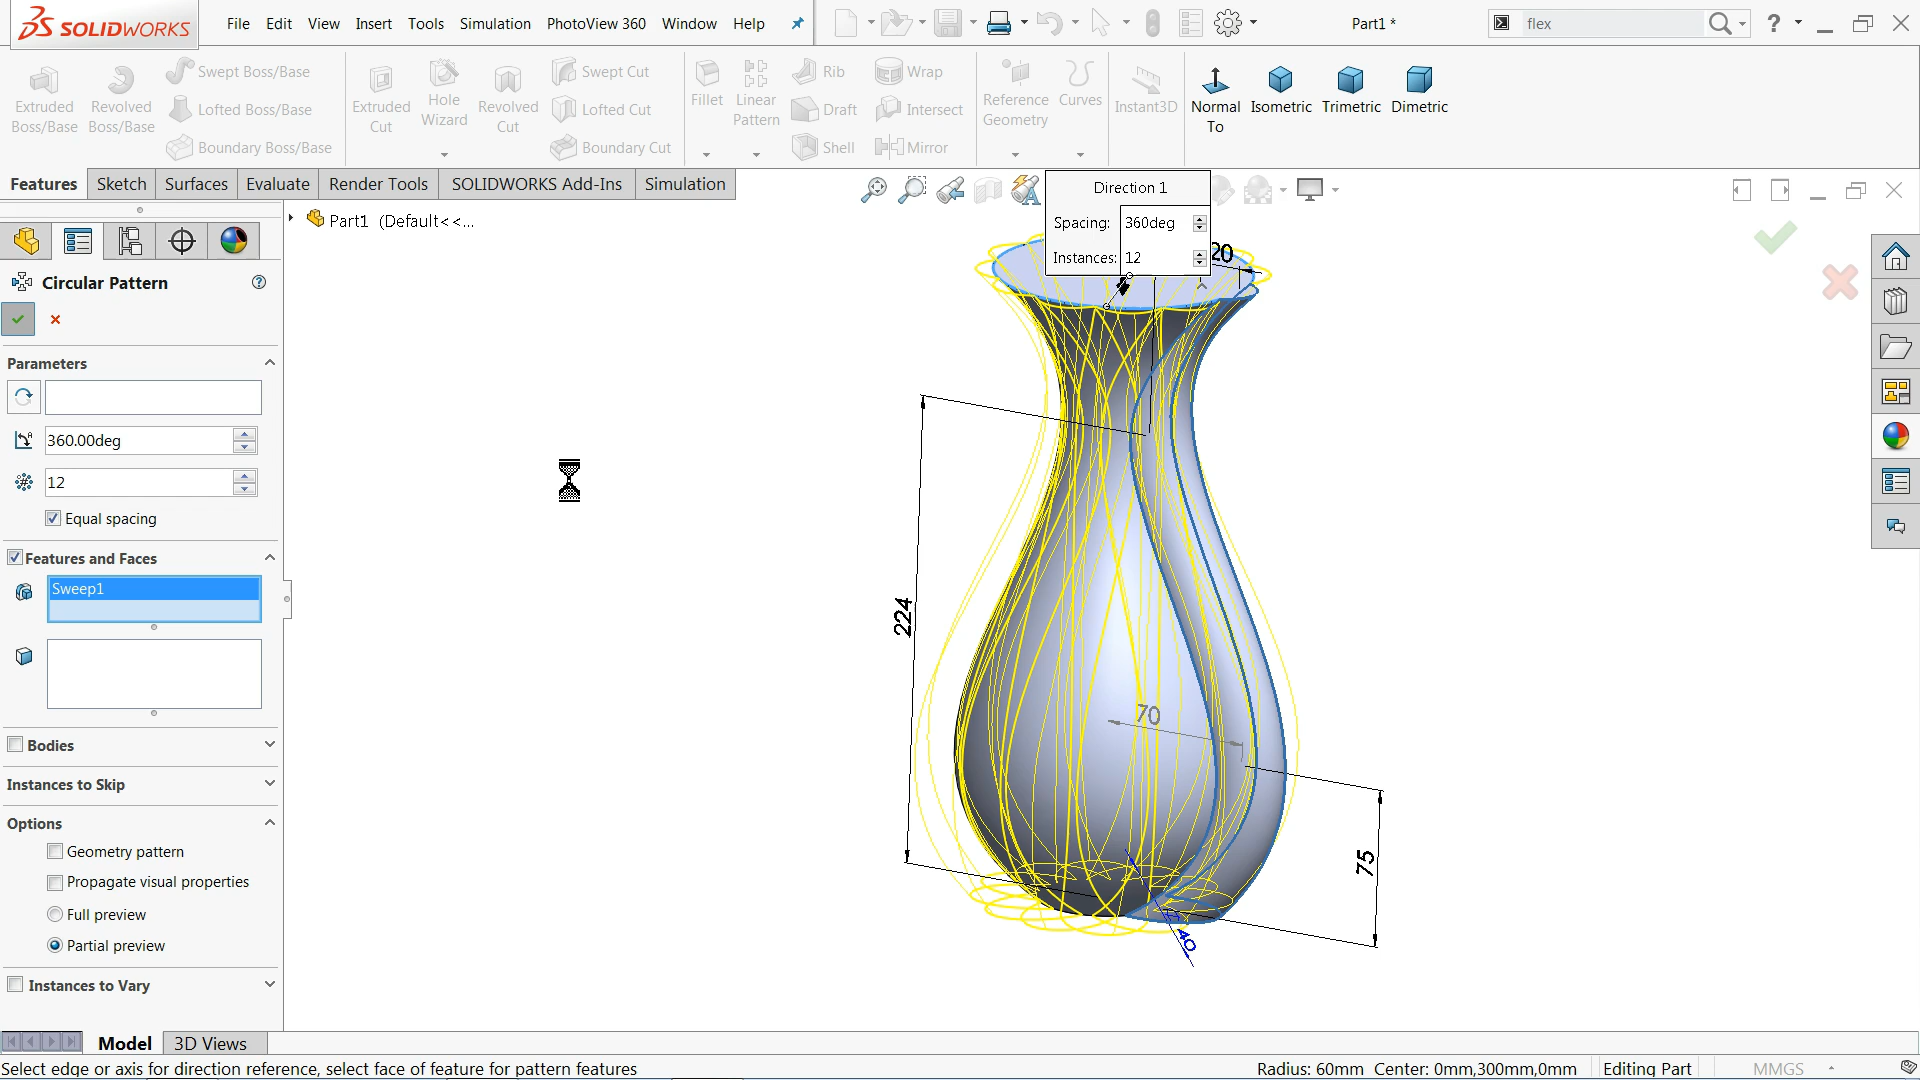 SOLIDWORKS
File Edit View Insert Tools Simulation PhotoView 360 Window Help
Part1 *
flex
Extruded Boss/Base
Revolved Boss/Base
Swept Boss/Base
Lofted Boss/Base
Boundary Boss/Base
Extruded Cut
Hole Wizard
Revolved Cut
Swept Cut
Lofted Cut
Boundary Cut
Fillet
Linear Pattern
Rib
Draft
Shell
Wrap
Intersect
Mirror
Reference Geometry
Curves
Instant3D
Normal To
Isometric
Trimetric
Dimetric
Features Sketch Surfaces Evaluate Render Tools SOLIDWORKS Add-Ins Simulation
Part1 (Default<<...
Direction 1
Spacing: 360deg
Instances: 12
20
Circular Pattern
Parameters
360.00deg
12
Equal spacing
Features and Faces
Sweep1
Bodies
Instances to Skip
Options
Geometry pattern
Propagate visual properties
Full preview
Partial preview
Instances to Vary
224
70
75
40
Model 3D Views
Select edge or axis for direction reference, select face of feature for pattern features
Radius: 60mm Center: 0mm,300mm,0mm
Editing Part
MMGS